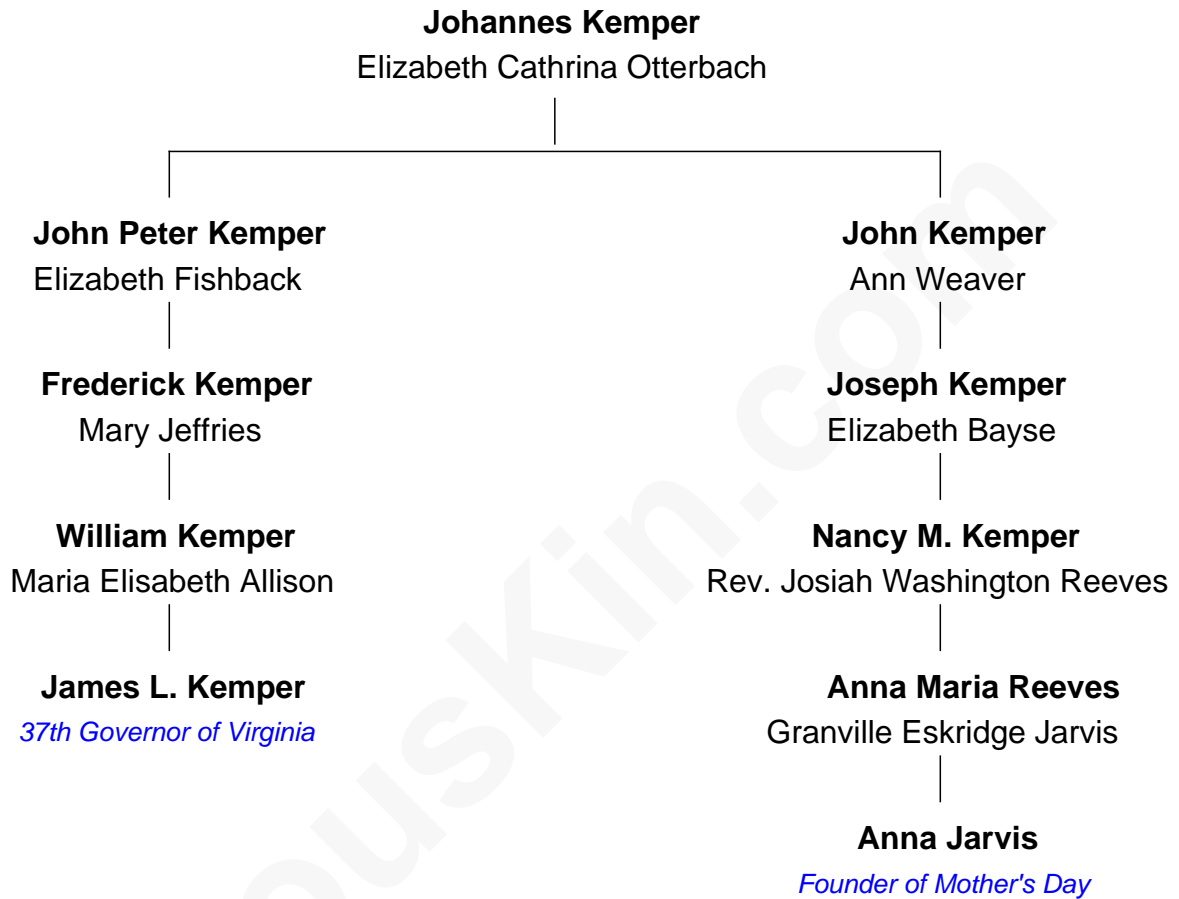 Johannes Kemper
Elizabeth Cathrina Otterbach
John Peter Kemper
Elizabeth Fishback
John Kemper
Ann Weaver
Frederick Kemper
Mary Jeffries
Joseph Kemper
Elizabeth Bayse
William Kemper
Maria Elisabeth Allison
Nancy M. Kemper
Rev. Josiah Washington Reeves
James L. Kemper
37th Governor of Virginia
Anna Maria Reeves
Granville Eskridge Jarvis
Anna Jarvis
Founder of Mother's Day
ouskin.com